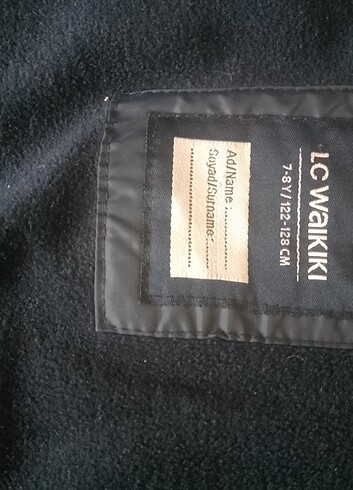 LC WAIKIKI
7-8 Y / 122 - 128 CM
Ad/Name :...............
Soyad/Surname:..........
...............